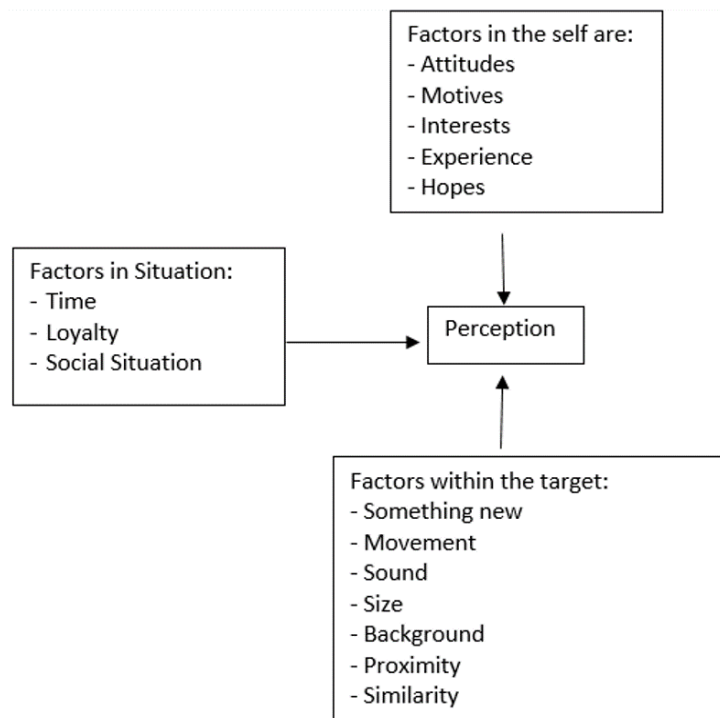 Factors in the self are:
- Attitudes
- Motives
- Interests
- Experience
- Hopes
Factors in Situation:
- Time
- Loyalty
- Social Situation
Perception
Factors within the target:
- Something new
- Movement
- Sound
- Size
- Background
- Proximity
- Similarity